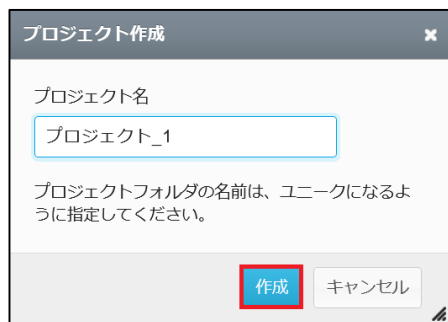 プロジェクト作成
プロジェクト名
プロジェクト_1
プロジェクトフォルダの名前は、ユニークになるよ
うに指定してください。
作成 キャンセル